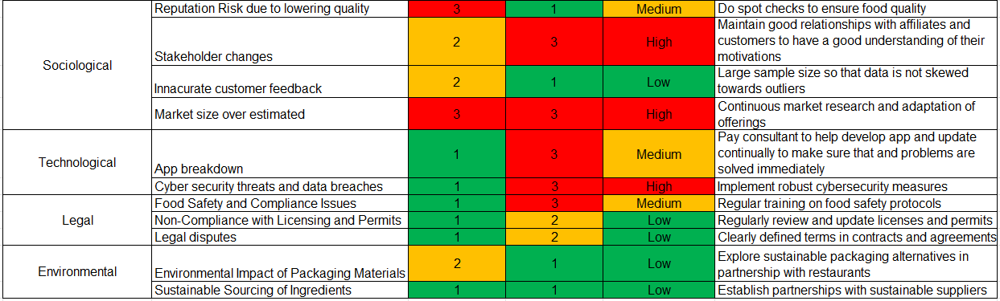 Sociological
Reputation Risk due to lowering quality 3 1 Medium Do spot checks to ensure food quality
Stakeholder changes 2 3 High Maintain good relationships with affiliates and
customers to have a good understanding of their
motivations
Innacurate customer feedback 2 1 Low Large sample size so that data is not skewed
towards outliers
Market size over estimated 3 3 High Continuous market research and adaptation of
offerings
Technological
App breakdown 1 3 Medium Pay consultant to help develop app and update
continually to make sure that and problems are
solved immediately
Cyber security threats and data breaches 1 3 High Implement robust cybersecurity measures
Legal
Food Safety and Compliance Issues 1 3 Medium Regular training on food safety protocols
Non-Compliance with Licensing and Permits 1 2 Low Regularly review and update licenses and permits
Legal disputes 1 2 Low Clearly defined terms in contracts and agreements
Environmental
Environmental Impact of Packaging Materials 2 1 Low Explore sustainable packaging alternatives in
partnership with restaurants
Sustainable Sourcing of Ingredients 1 1 Low Establish partnerships with sustainable suppliers